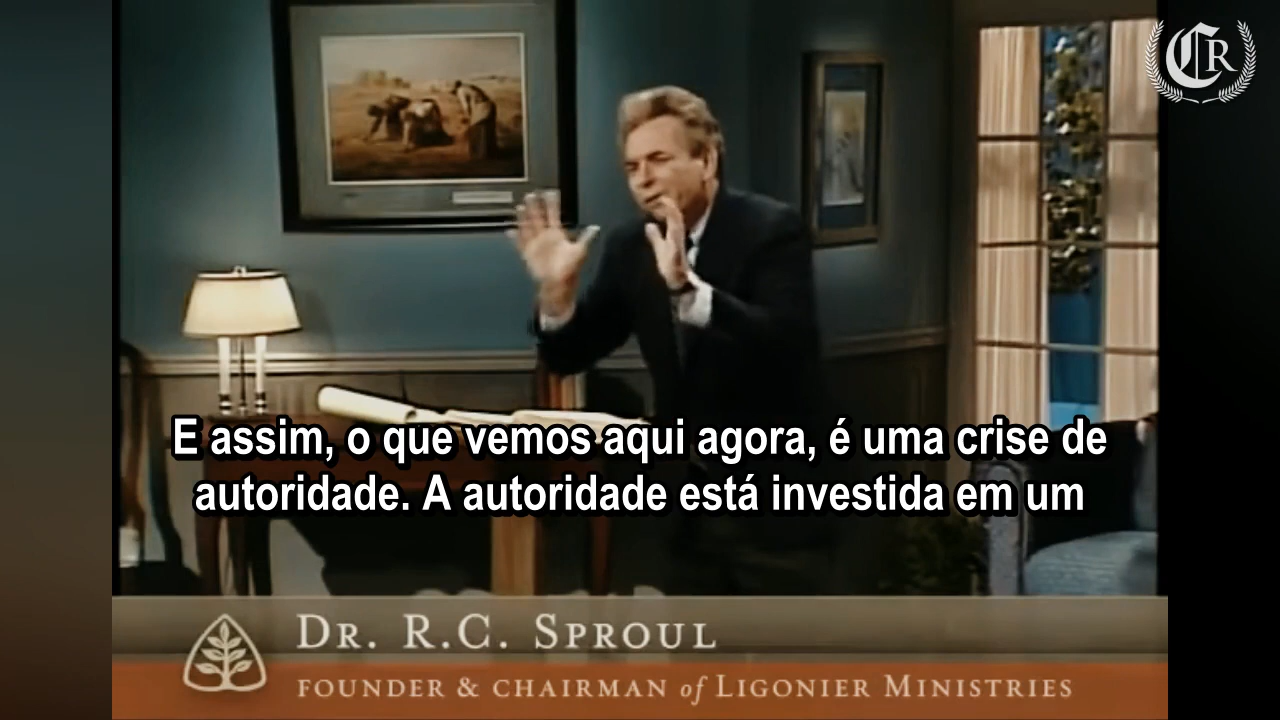 CR
E assim, o que vemos aqui agora, é uma crise de
autoridade. A autoridade está investida em um
DR. R.C. SPROUL
FOUNDER & CHAIRMAN of LIGONIER MINISTRIES